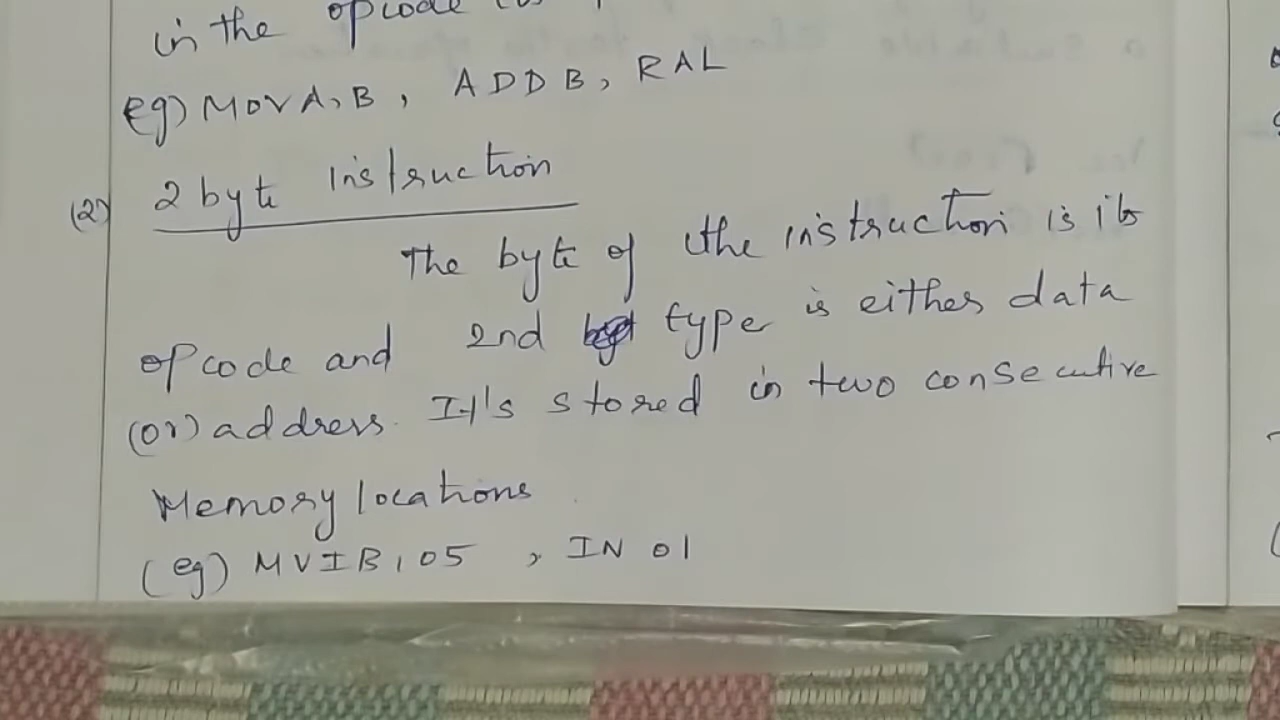 in the opcode
eg) MOV A, B, ADD B, RAL
(2) 2 byte instruction
The byte of the instruction is its
opcode and 2nd type is either data
(or) address. It's stored in two consecutive
Memory locations
(eg) MVI B, 05, IN 01